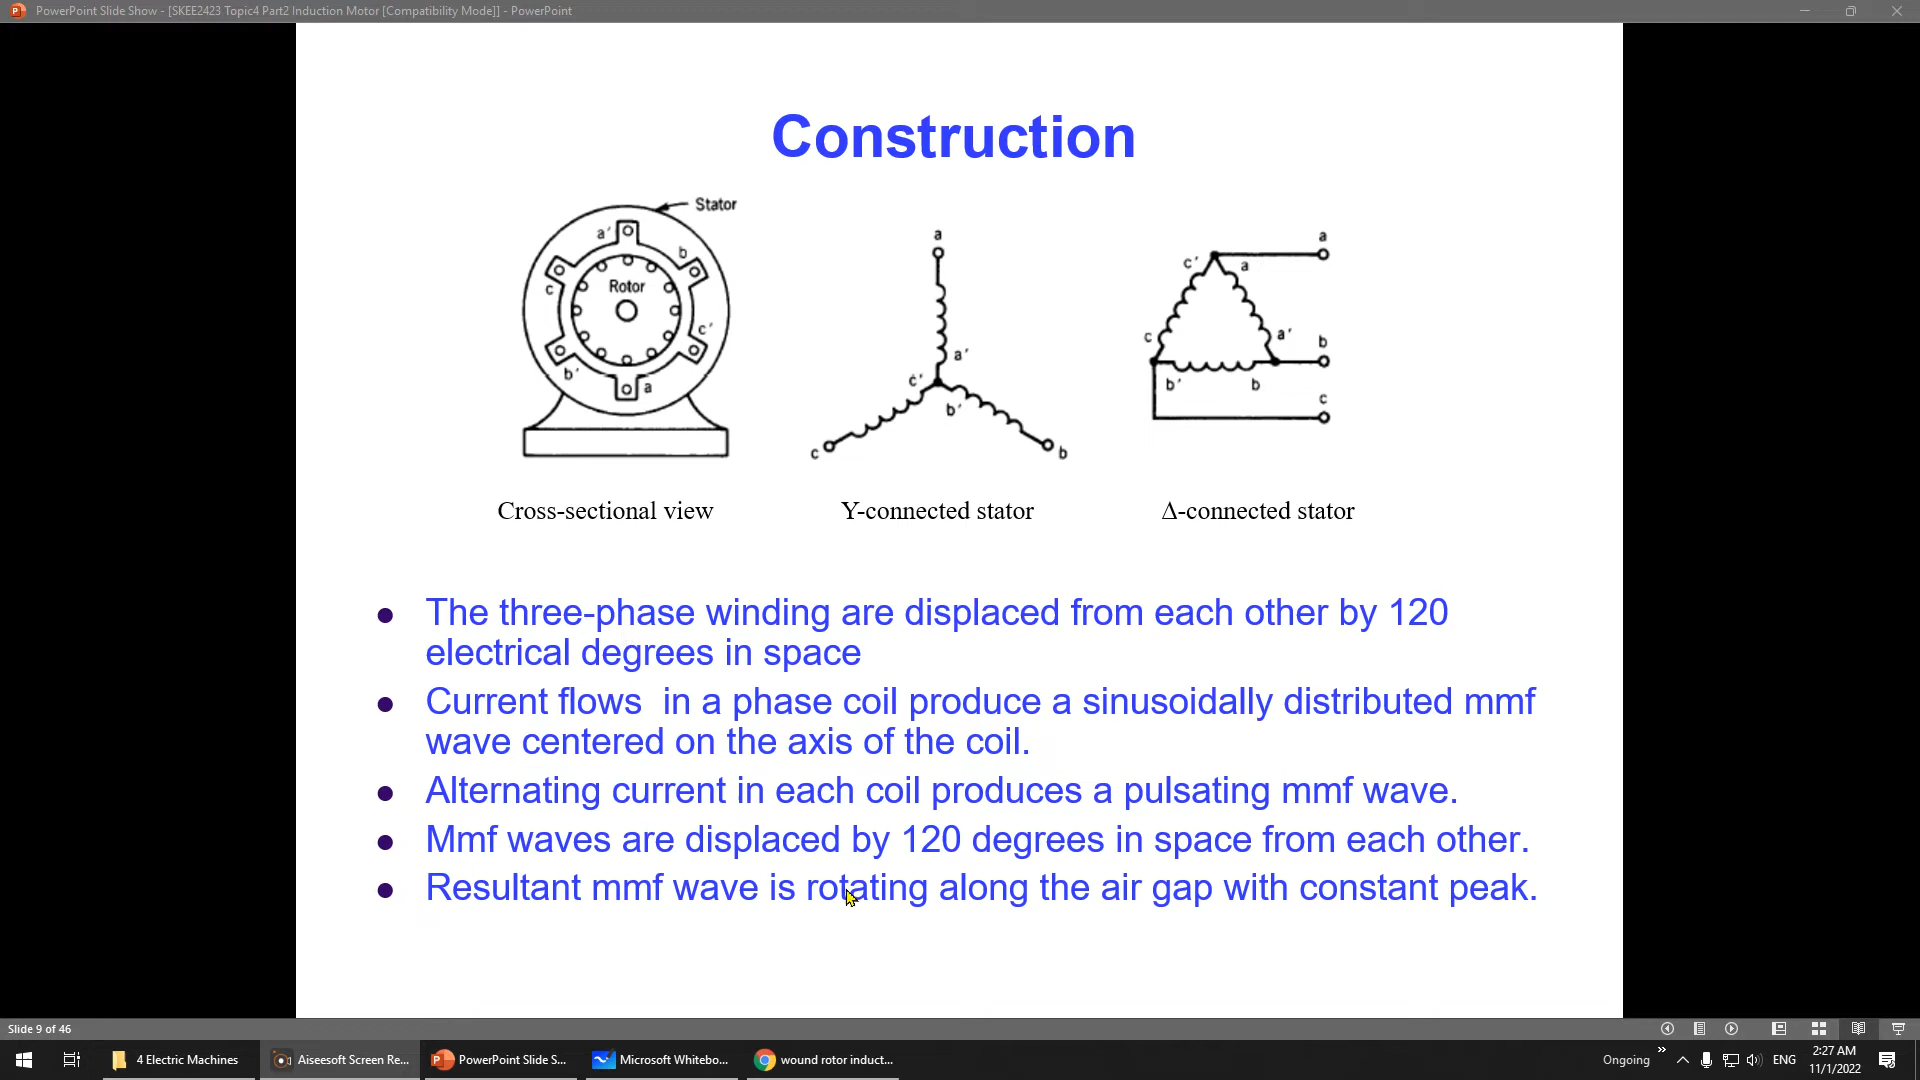 PowerPoint Slide Show - [SKEE2423 Topic4 Part2 Induction Motor [Compatibility Mode]] - PowerPoint
Construction
Stator
a'
b
c
Rotor
c'
b'
a
a
a'
c'
b'
c
b
a
c'
a
c
a'
b
b'
b
c
Cross-sectional view
Y-connected stator
Δ-connected stator
● The three-phase winding are displaced from each other by 120
electrical degrees in space
● Current flows  in a phase coil produce a sinusoidally distributed mmf
wave centered on the axis of the coil.
● Alternating current in each coil produces a pulsating mmf wave.
● Mmf waves are displaced by 120 degrees in space from each other.
● Resultant mmf wave is rotating along the air gap with constant peak.
Slide 9 of 46
4 Electric Machines
Aiseesoft Screen Re...
PowerPoint Slide S...
Microsoft Whitebo...
wound rotor induct...
Ongoing
ENG
2:27 AM
11/1/2022